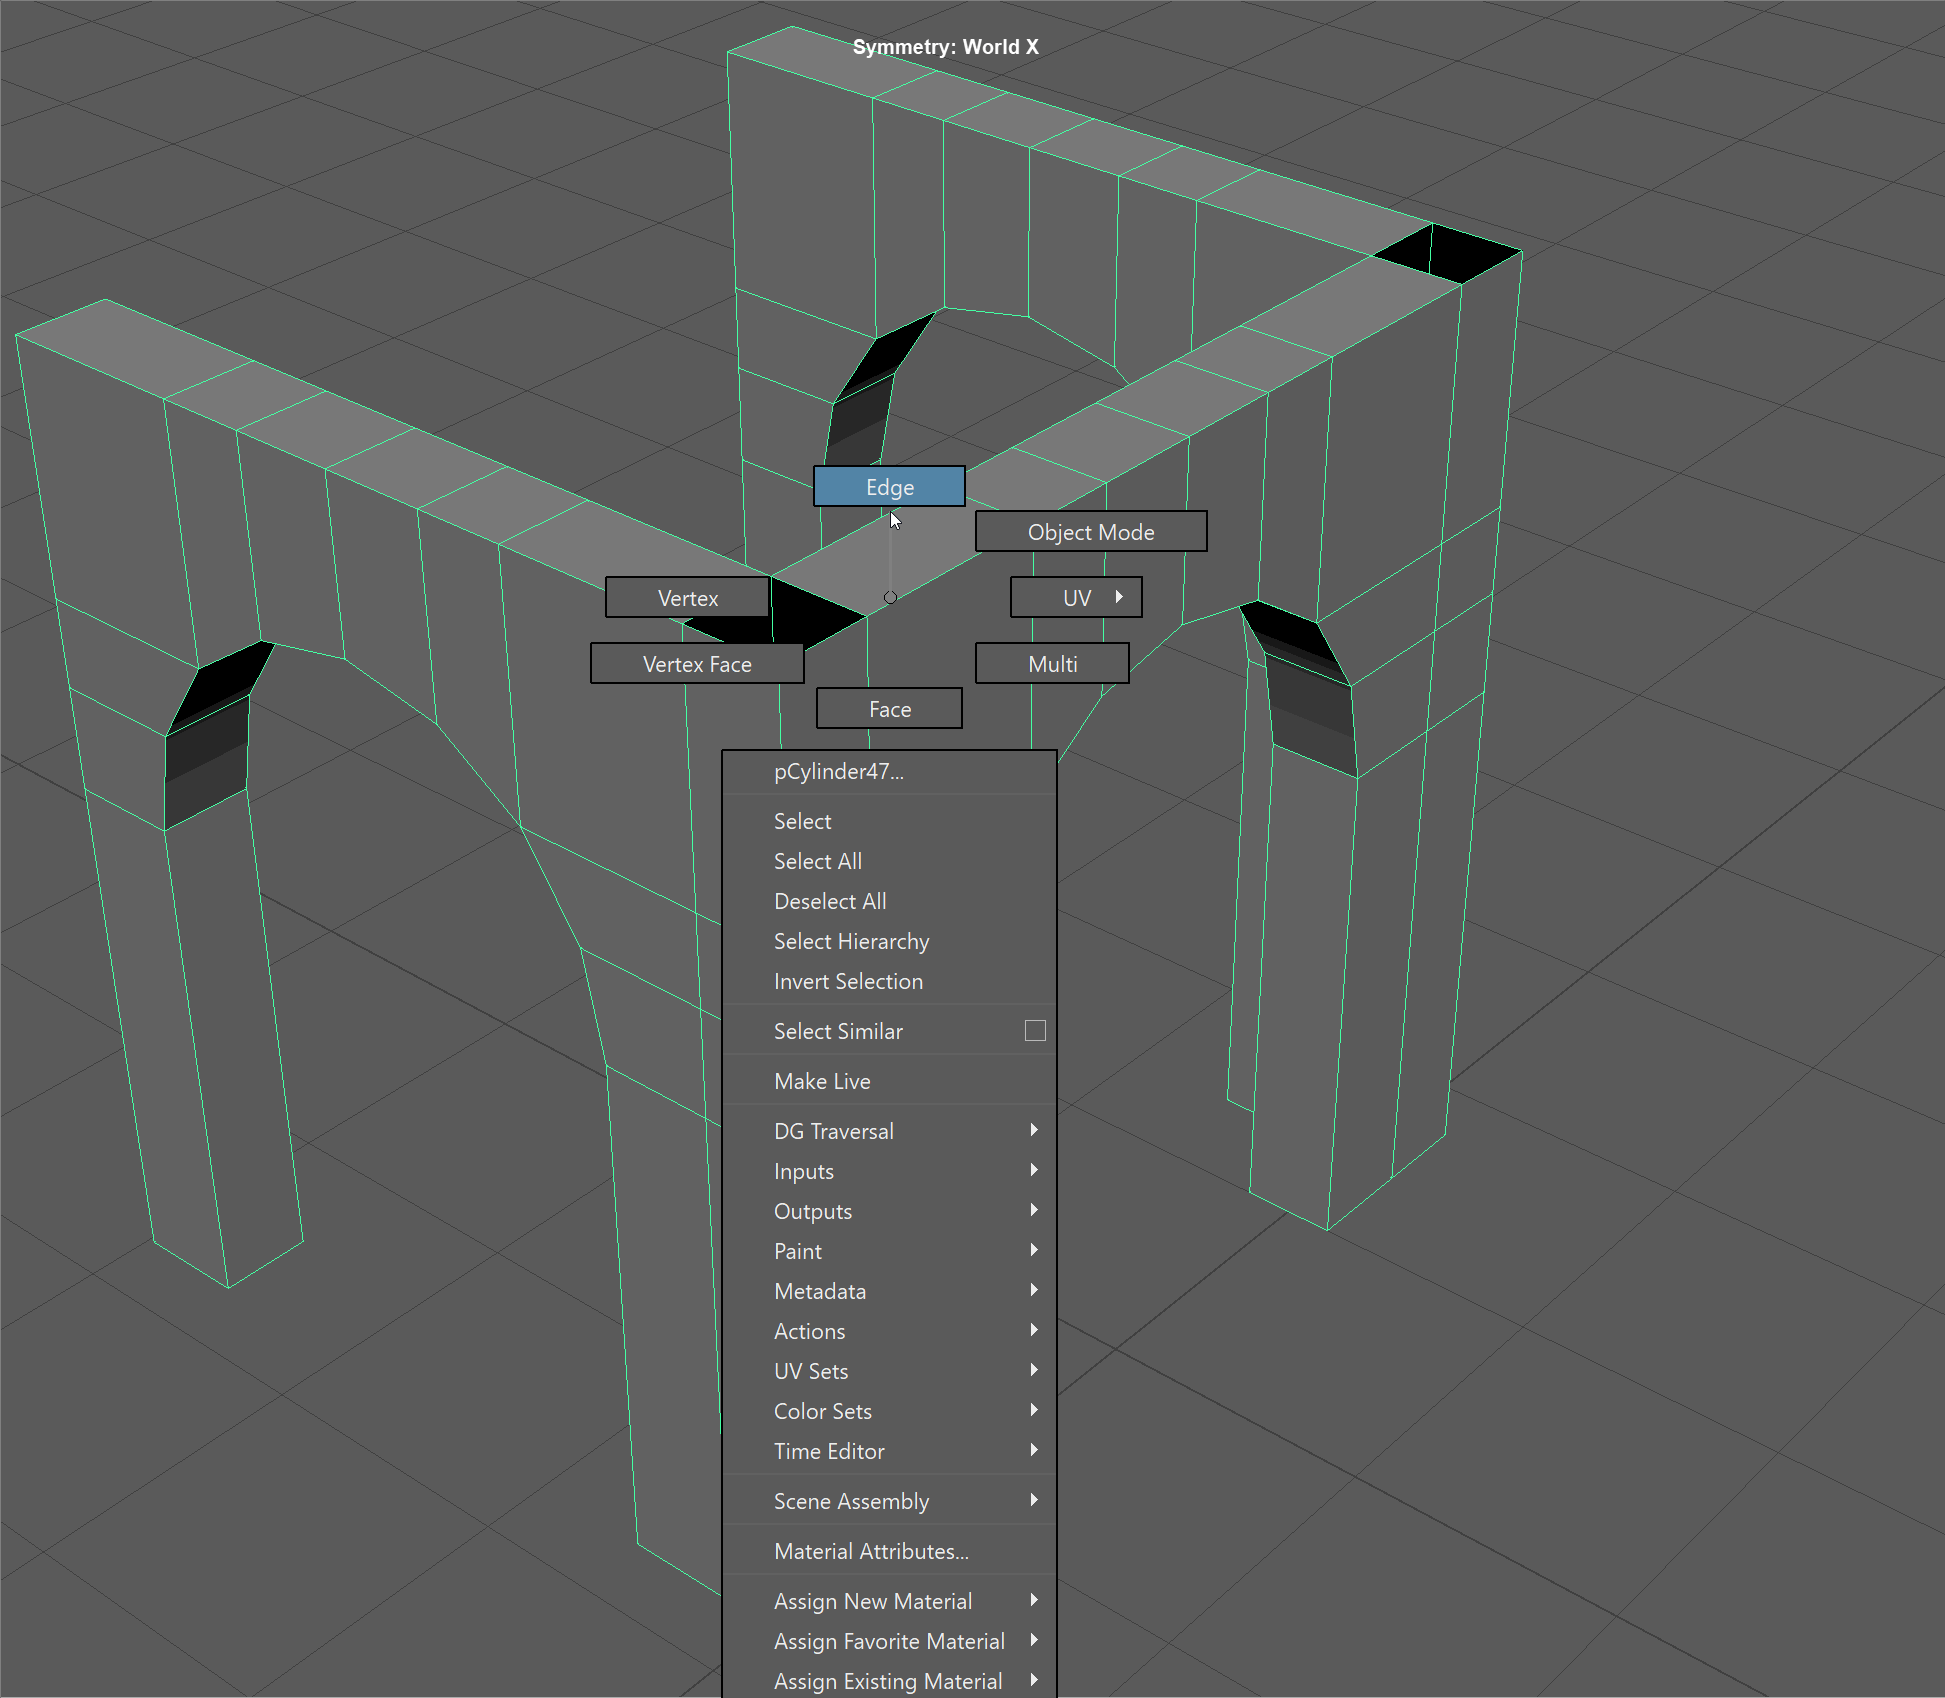 Symmetry: World X
Edge
Object Mode
Vertex
UV
Vertex Face
Multi
Face
pCylinder47...
Select
Select All
Deselect All
Select Hierarchy
Invert Selection
Select Similar
Make Live
DG Traversal
Inputs
Outputs
Paint
Metadata
Actions
UV Sets
Color Sets
Time Editor
Scene Assembly
Material Attributes...
Assign New Material
Assign Favorite Material
Assign Existing Material